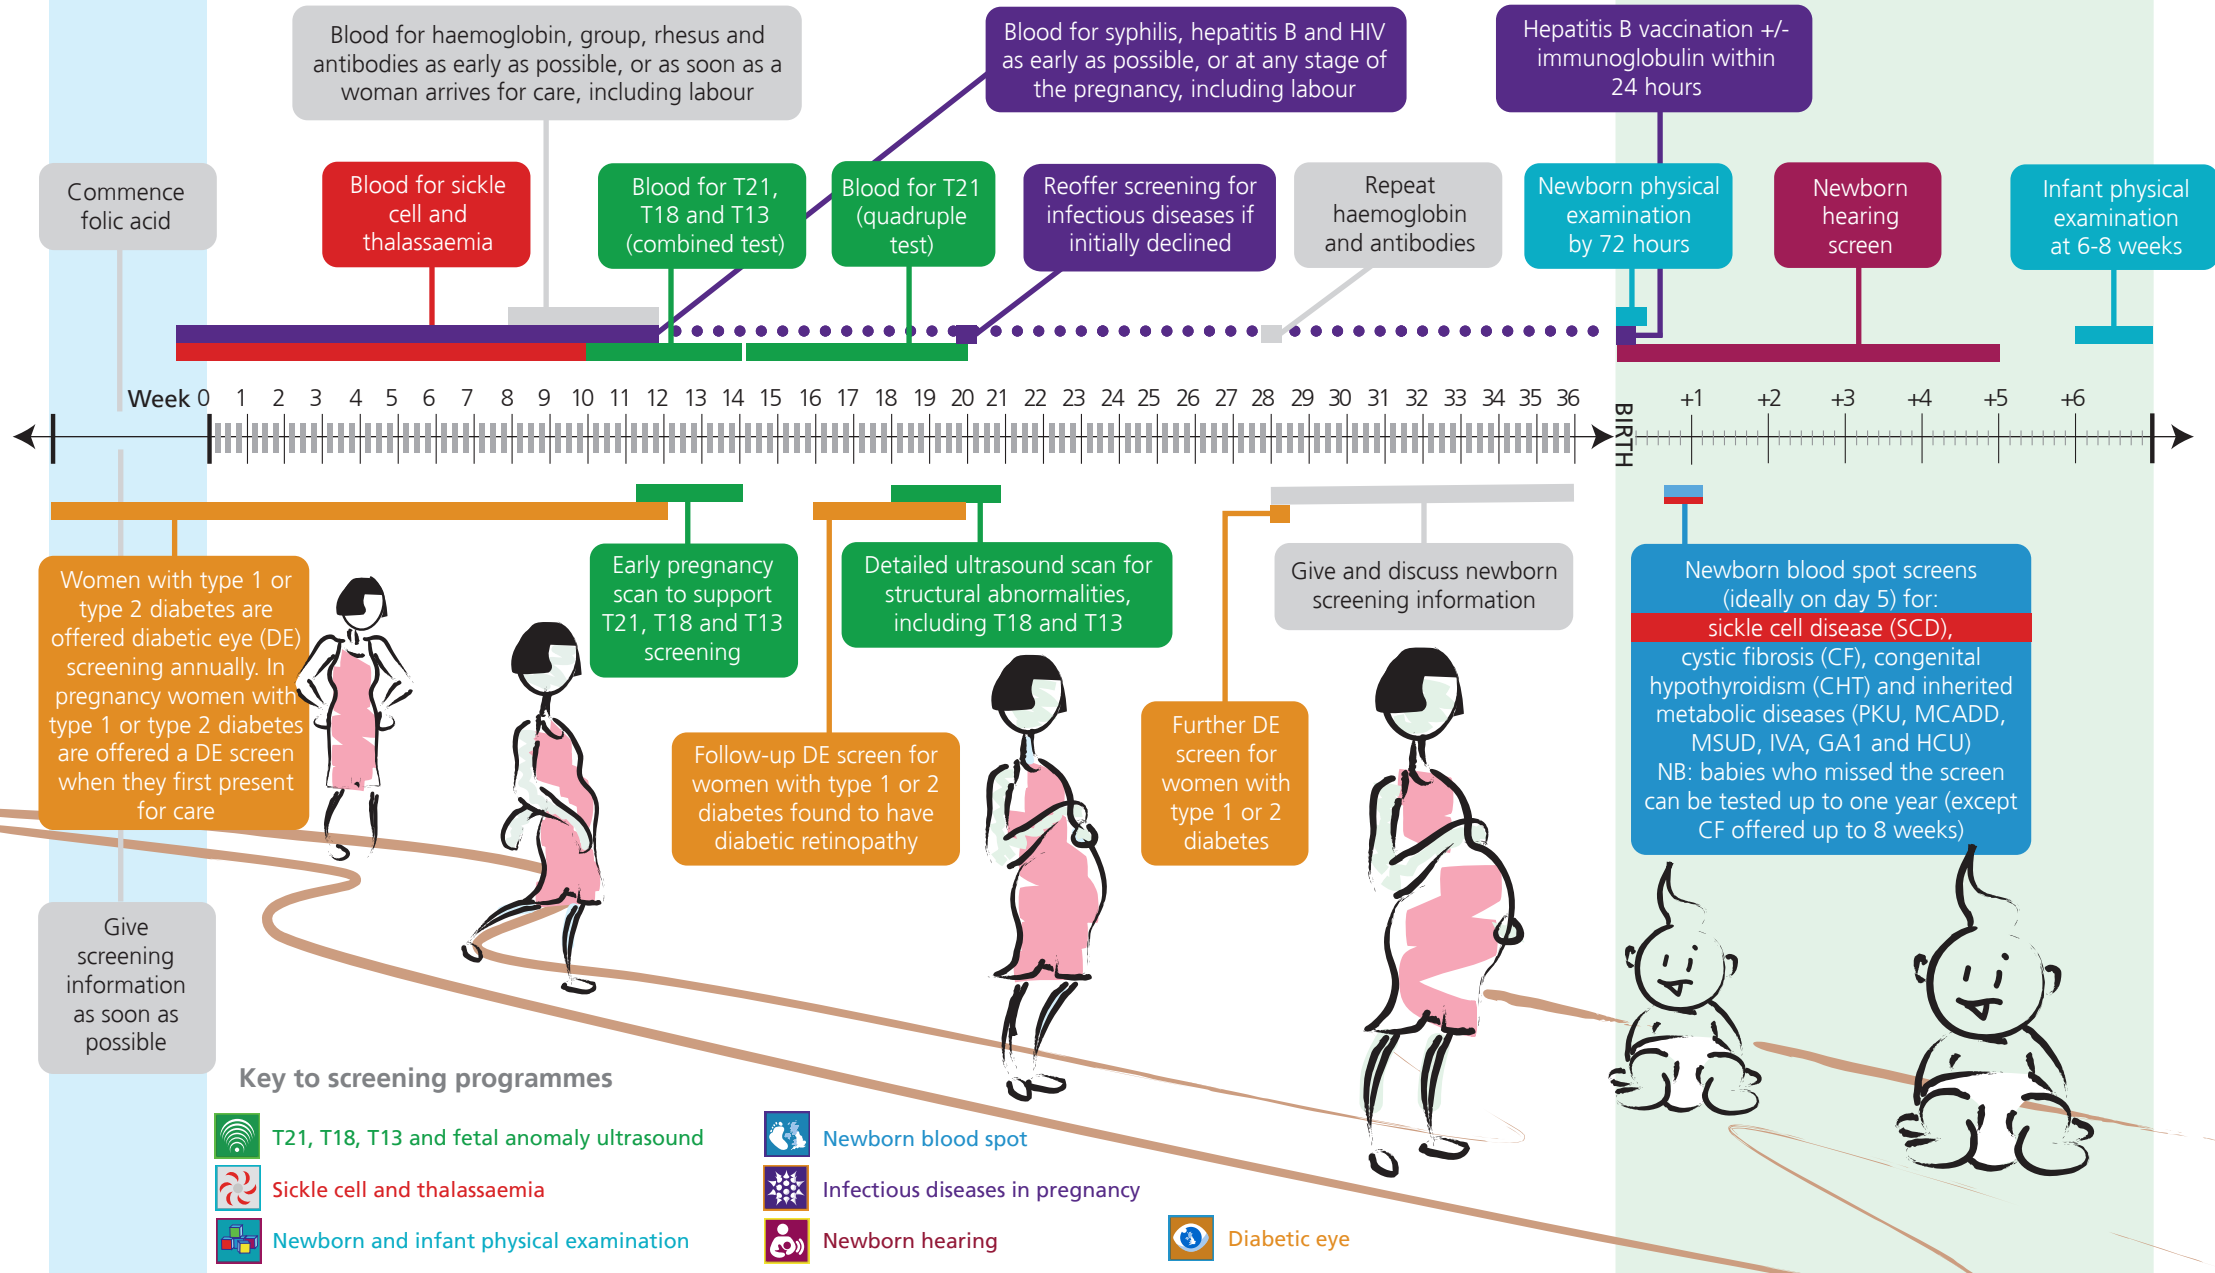 Blood for haemoglobin, group, rhesus and
antibodies as early as possible, or as soon as a
woman arrives for care, including labour
Blood for syphilis, hepatitis B and HIV
as early as possible, or at any stage of
the pregnancy, including labour
Hepatitis B vaccination +/-
immunoglobulin within
24 hours
Commence
folic acid
Blood for sickle
cell and
thalassaemia
Blood for T21,
T18 and T13
(combined test)
Blood for T21
(quadruple
test)
Reoffer screening for
infectious diseases if
initially declined
Repeat
haemoglobin
and antibodies
Newborn physical
examination
by 72 hours
Newborn
hearing
screen
Infant physical
examination
at 6-8 weeks
Week 0 1 2 3 4 5 6 7 8 9 10 11 12 13 14 15 16 17 18 19 20 21 22 23 24 25 26 27 28 29 30 31 32 33 34 35 36
BIRTH
+1 +2 +3 +4 +5 +6
Women with type 1 or
type 2 diabetes are
offered diabetic eye (DE)
screening annually. In
pregnancy women with
type 1 or type 2 diabetes
are offered a DE screen
when they first present
for care
Early pregnancy
scan to support
T21, T18 and T13
screening
Follow-up DE screen for
women with type 1 or 2
diabetes found to have
diabetic retinopathy
Detailed ultrasound scan for
structural abnormalities,
including T18 and T13
Further DE
screen for
women with
type 1 or 2
diabetes
Give and discuss newborn
screening information
Newborn blood spot screens
(ideally on day 5) for:
sickle cell disease (SCD),
cystic fibrosis (CF), congenital
hypothyroidism (CHT) and inherited
metabolic diseases (PKU, MCADD,
MSUD, IVA, GA1 and HCU)
NB: babies who missed the screen
can be tested up to one year (except
CF offered up to 8 weeks)
Give
screening
information
as soon as
possible
Key to screening programmes
T21, T18, T13 and fetal anomaly ultrasound
Sickle cell and thalassaemia
Newborn and infant physical examination
Newborn blood spot
Infectious diseases in pregnancy
Newborn hearing
Diabetic eye